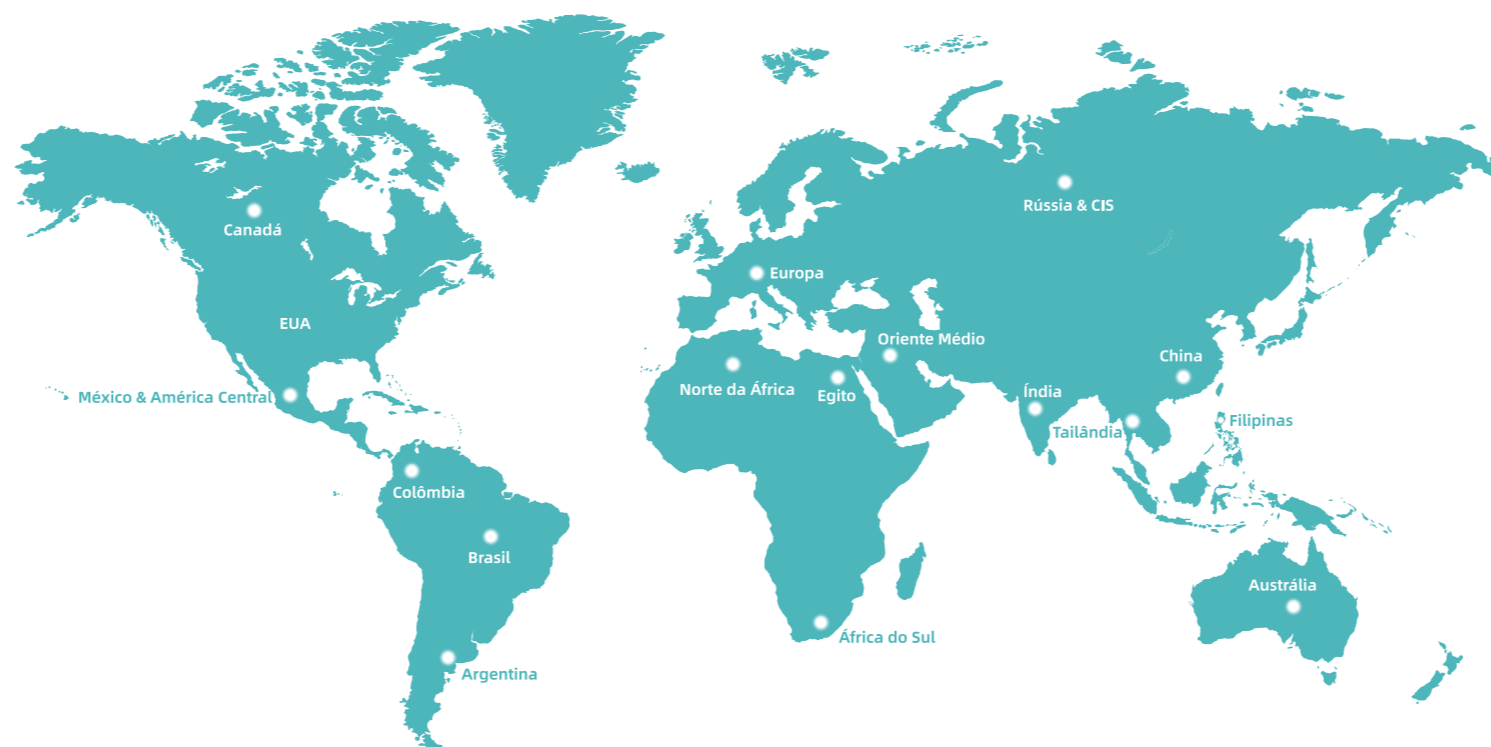 Rússia & CIS
Canadá
Europa
EUA
Oriente Médio
China
Norte da África
Egito
Índia
México & América Central
Filipinas
Tailândia
Colômbia
Brasil
Austrália
África do Sul
Argentina